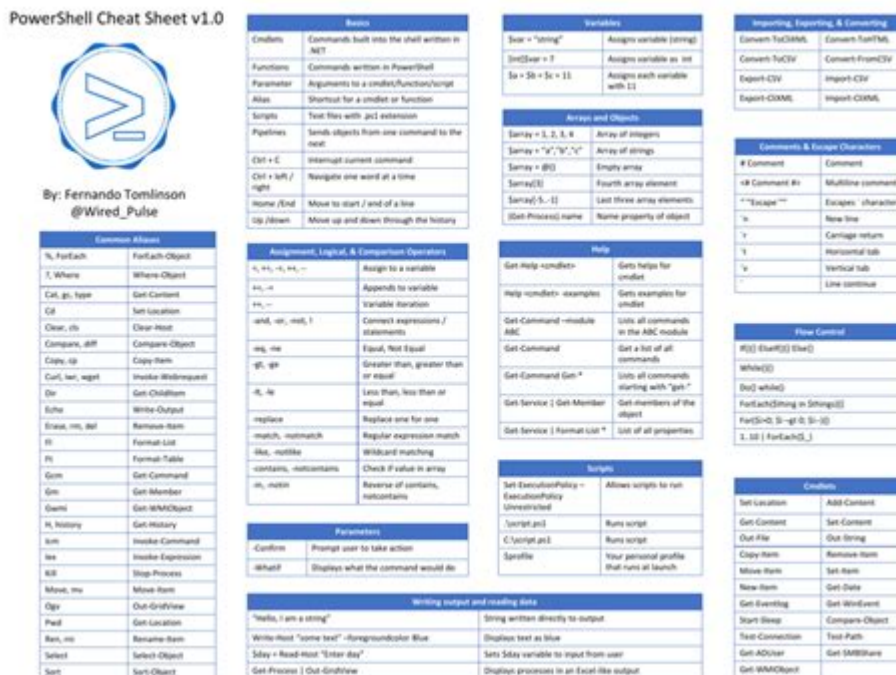 PowerShell Cheat Sheet v1.0
By: Fernando Tomlinson
@Wired_Pulse
Common Aliases
%, ForEach ForEach-Object
?, Where Where-Object
Cat, gc, type Get-Content
Cd Set-Location
Clear, cls Clear-Host
Compare, diff Compare-Object
Copy, cp Copy-Item
Curl, iwr, wget Invoke-Webrequest
Dir Get-Childitem
Echo Write-Output
Erase, rm, del Remove-Item
Fl Format-List
Ft Format-Table
Gcm Get-Command
Gm Get-Member
Gwmi Get-WMIObject
H, history Get-History
Icm Invoke-Command
Iex Invoke-Expression
Kill Stop-Process
Move, mv Move-Item
Ogv Out-GridView
Pwd Get-Location
Ren, rni Rename-Item
Select Select-Object
Sort Sort-Object
Basics
Cmdlets Commands built into the shell written in
.NET
Functions Commands written in PowerShell
Parameter Arguments to a cmdlet/function/script
Alias Shortcut for a cmdlet or function
Scripts Text files with .ps1 extension
Pipelines Sends objects from one command to the
next
Ctrl + C Interrupt current command
Ctrl + left / Navigate one word at a time
right
Home /End Move to start / end of a line
Up /down Move up and down through the history
Assignment, Logical, & Comparison Operators
Assign to a variable
Appends to variable
Variable iteration
-and, -or, -not, ! Connect expressions /
statements
-eq, -ne Equal, Not Equal
-gt, -ge Greater than, greater than
or equal
-lt, -le Less than, less than or
equal
-replace Replace one for one
-match, -notmatch Regular expression match
-like, -notlike Wildcard matching
-contains, -notcontains Check if value in array
-in, -notin Reverse of contains,
notcontains
Parameters
-Confirm Prompt user to take action
-WhatIf Displays what the command would do
Variables
$var = "string" Assigns variable (string)
[int]$var = 7 Assigns variable as int
$a = $b = $c = 11 Assigns each variable
with 11
Arrays and Objects
$array = 1, 2, 3, 4 Array of integers
$array = "a","b","c" Array of strings
$array = @() Empty array
$array[3] Fourth array element
Last three array elements
(Get-Process).name Name property of object
Help
Get-Help <cmdlet> Gets helps for
cmdlet
Help <cmdlet> -examples Gets examples for
cmdlet
Get-Command –module Lists all commands
ABC in the ABC module
Get-Command Get a list of all
commands
Get-Command Get-* Lists all commands
starting with "get-"
Get-Service | Get-Member Get-members of the
object
Get-Service | Format-List * List of all properties
Scripts
Set-ExecutionPolicy – Allows scripts to run
ExecutionPolicy
Unrestricted
.\script.ps1 Runs script
C:\script.ps1 Runs script
$profile Your personal profile
that runs at launch
Writing output and reading data
"Hello, I am a string" String written directly to output
Write-Host "some text" –foregroundcolor Blue Displays text as blue
$day = Read-Host "Enter day" Sets $day variable to input from user
Get-Process | Out-GridView Displays processes in an Excel-like output
Importing, Exporting, & Converting
Convert-ToCliXML Convert-ToHTML
Convert-ToCSV Convert-FromCSV
Export-CSV Import-CSV
Export-CliXML Import-CliXML
Comments & Escape Characters
# Comment Comment
<# Comment #> Multiline comment
Escapes character
`n New line
`r Carriage return
`t Horizontal tab
`v Vertical tab
` Line continue
Flow Control
If(){} Elseif(){} Else{}
While(){}
Do{} while()
1..10 | ForEach{$_}
Cmdlets
Set-Location Add-Content
Get-Content Set-Content
Out-File Out-String
Copy-Item Remove-Item
Move-Item Set-Item
New-Item Get-Date
Get-Eventlog Get-WinEvent
Start-Sleep Compare-Object
Test-Connection Test-Path
Get-ADUser Get-SMBShare
Get-WMIObject